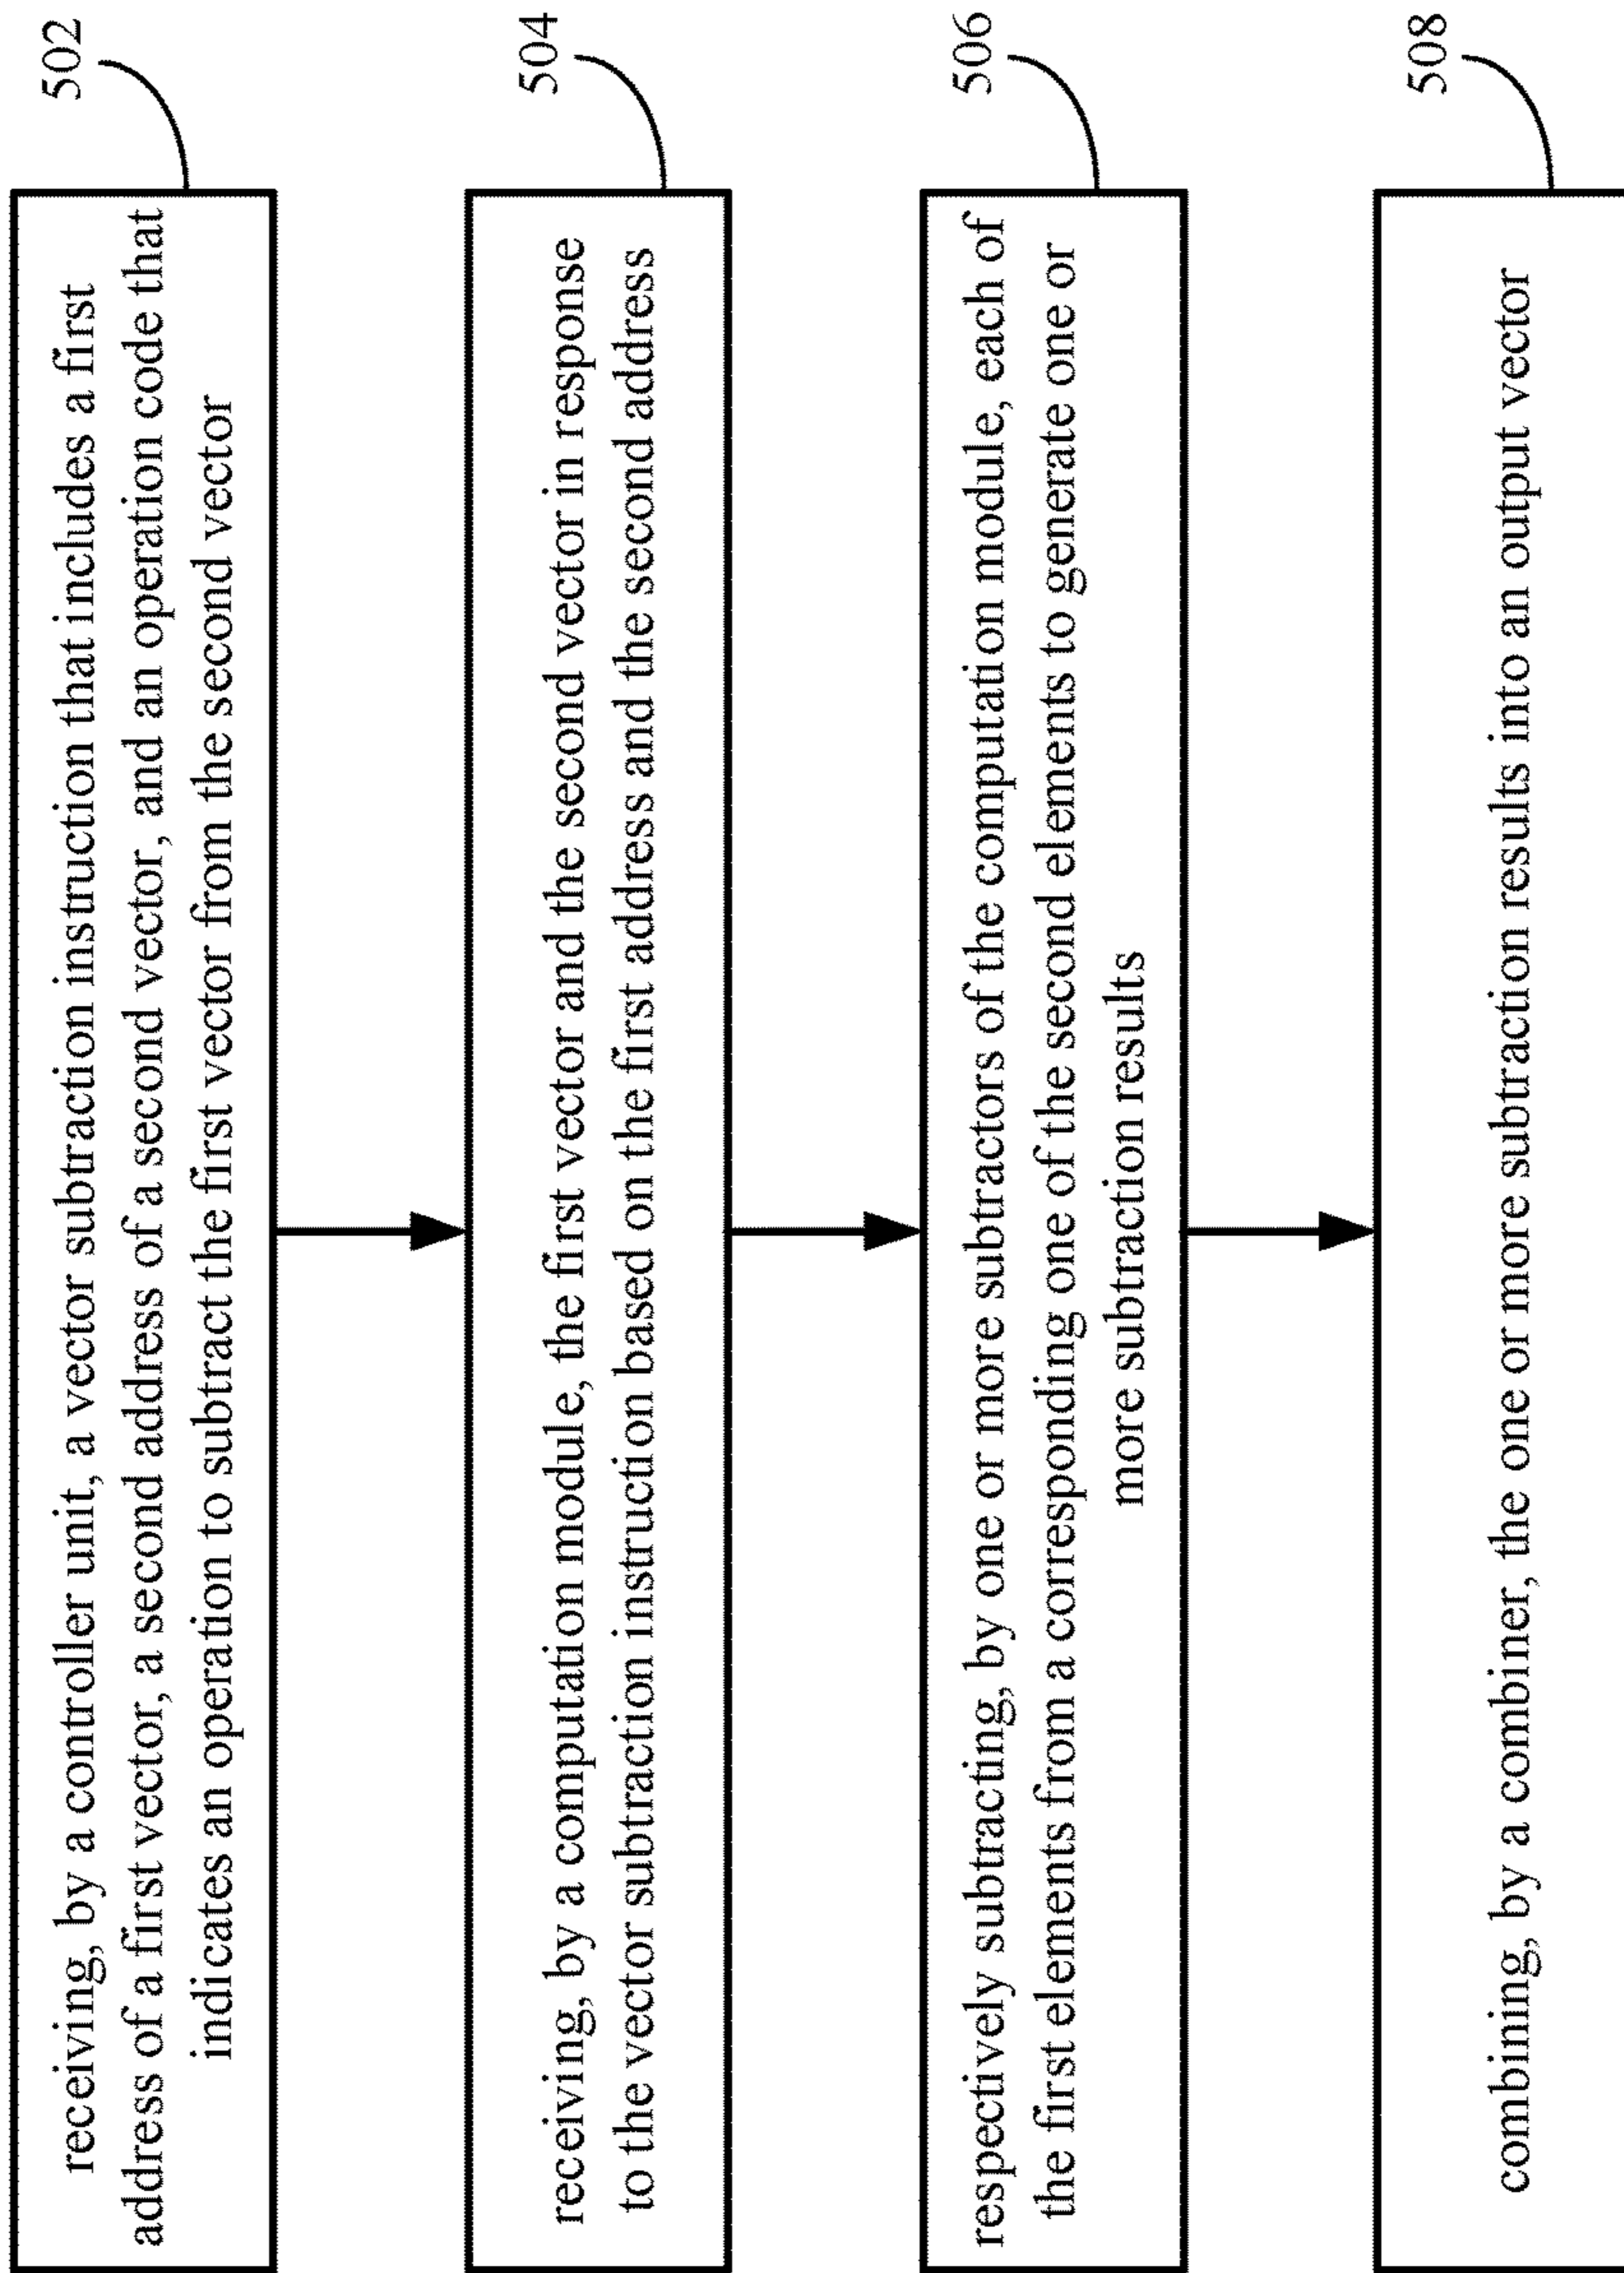 502
receiving, by a controller unit, a vector subtraction instruction that includes a first
address of a first vector, a second address of a second vector, and an operation code that
indicates an operation to subtract the first vector from the second vector
504
receiving, by a computation module, the first vector and the second vector in response
to the vector subtraction instruction based on the first address and the second address
506
respectively subtracting, by one or more subtractors of the computation module, each of
the first elements from a corresponding one of the second elements to generate one or
more subtraction results
508
combining, by a combiner, the one or more subtraction results into an output vector